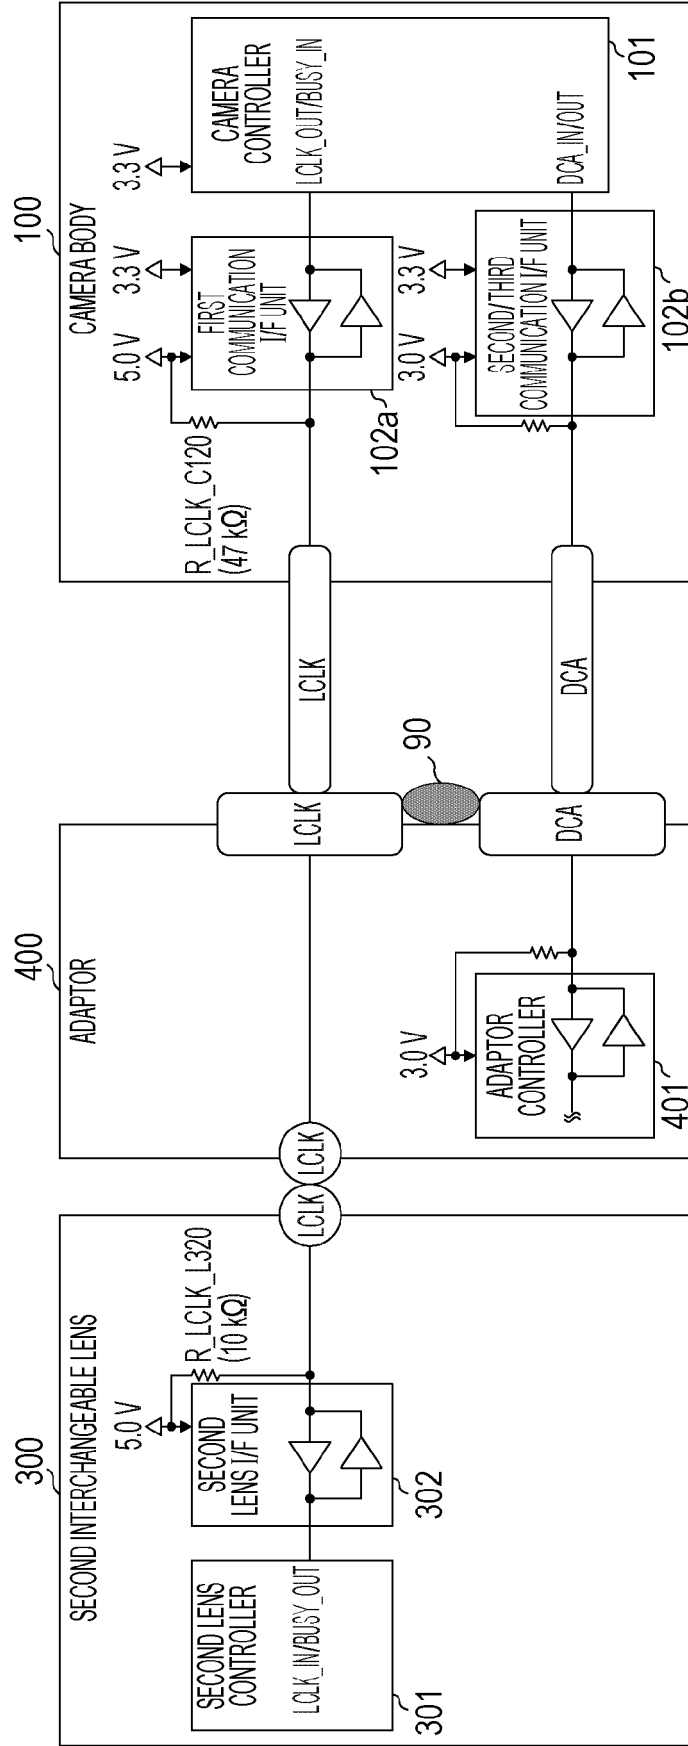 300
SECOND INTERCHANGEABLE LENS
SECOND LENS
CONTROLLER
LCLK_IN/BUSY_OUT
301
5.0 V
SECOND
LENS I/F UNIT
302
R_LCLK_L320
(10 kΩ)
LCLK
LCLK
400
ADAPTOR
3.0 V
ADAPTOR
CONTROLLER
401
LCLK
DCA
90
LCLK
DCA
100
CAMERA BODY
R_LCLK_C120
(47 kΩ)
5.0 V
3.3 V
FIRST
COMMUNICATION
I/F UNIT
102a
3.0 V
3.3 V
SECOND/THIRD
COMMUNICATION I/F UNIT
102b
3.3 V
CAMERA
CONTROLLER
LCLK_OUT/BUSY_IN
DCA_IN/OUT
101